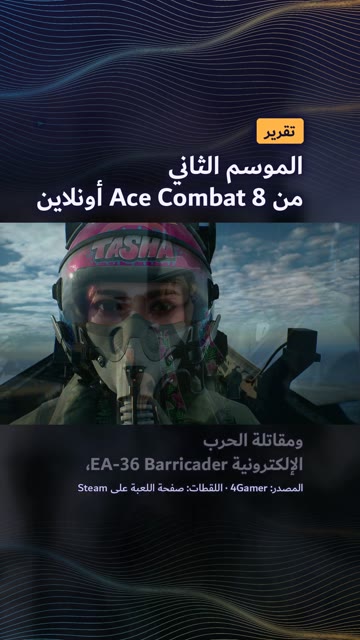 تقرير
الموسم الثاني
من Ace Combat 8 أونلاين
TASHA
ومقاتلة الحرب
الإلكترونية EA-36 Barricader،
المصدر: 4Gamer · اللقطات: صفحة اللعبة على Steam